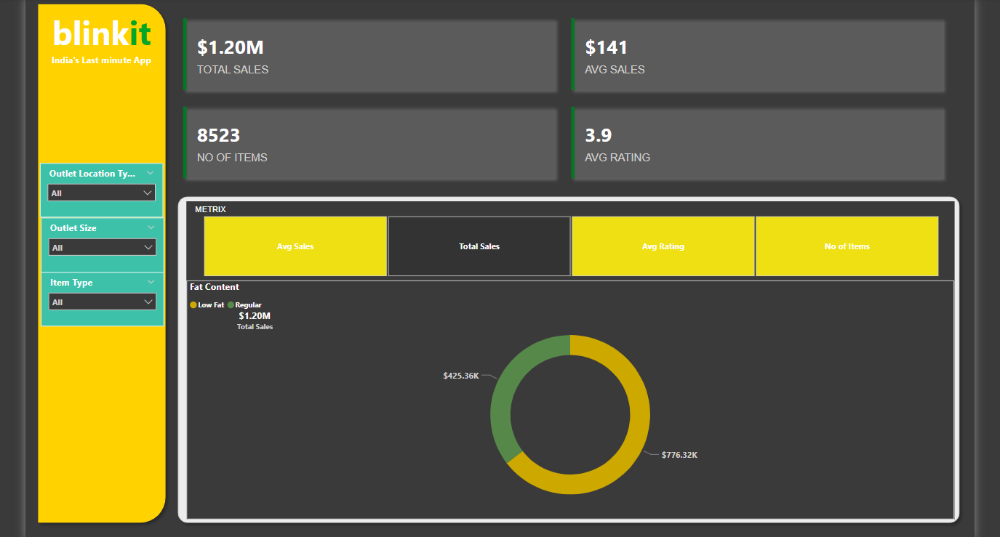 blinkit
India's Last minute App
$1.20M
TOTAL SALES
$141
AVG SALES
8523
NO OF ITEMS
3.9
AVG RATING
Outlet Location Ty...
All
Outlet Size
All
Item Type
All
METRIX
Avg Sales
Total Sales
Avg Rating
No of Items
Fat Content
Low Fat Regular
$1.20M
Total Sales
$425.36K
$776.32K